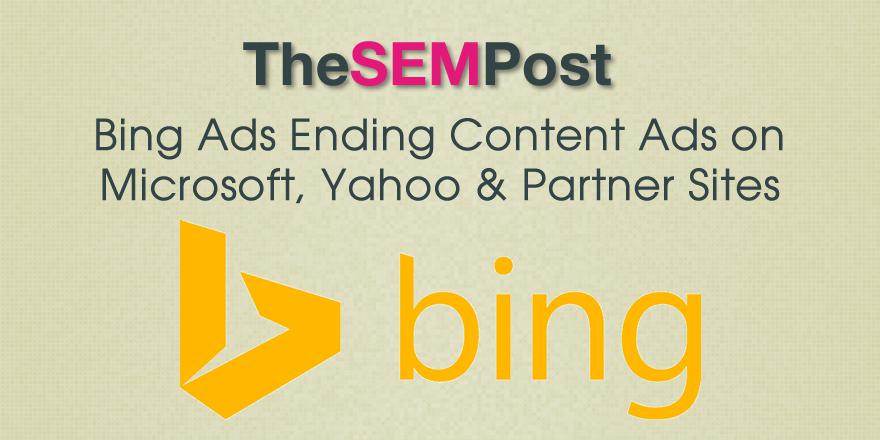 TheSEMPost
Bing Ads Ending Content Ads on
Microsoft, Yahoo & Partner Sites
bing